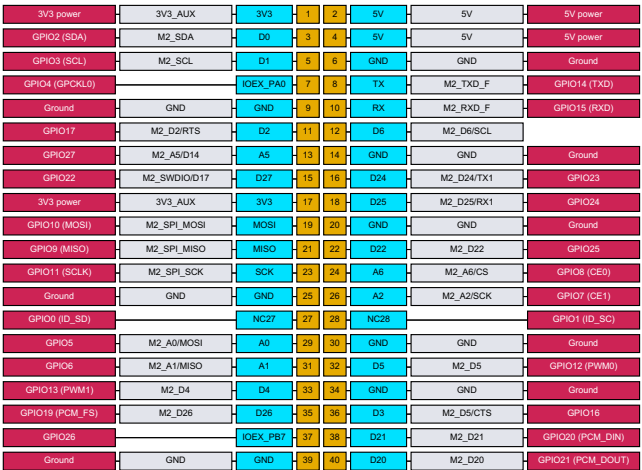 3V3 power 3V3_AUX 3V3 1 2 5V 5V 5V power
GPIO2 (SDA) M2_SDA D0 3 4 5V 5V 5V power
GPIO3 (SCL) M2_SCL D1 5 6 GND GND Ground
GPIO4 (GPCKL0) IOEX_PA0 7 8 TX M2_TXD_F GPIO14 (TXD)
Ground GND GND 9 10 RX M2_RXD_F GPIO15 (RXD)
GPIO17 M2_D2/RTS D2 11 12 D6 M2_D6/SCL
GPIO27 M2_A5/D14 A5 13 14 GND GND Ground
GPIO22 M2_SWDIO/D17 D27 15 16 D24 M2_D24/TX1 GPIO23
3V3 power 3V3_AUX 3V3 17 18 D25 M2_D25/RX1 GPIO24
GPIO10 (MOSI) M2_SPI_MOSI MOSI 19 20 GND GND Ground
GPIO9 (MISO) M2_SPI_MISO MISO 21 22 D22 M2_D22 GPIO25
GPIO11 (SCLK) M2_SPI_SCK SCK 23 24 A6 M2_A6/CS GPIO8 (CE0)
Ground GND GND 25 26 A2 M2_A2/SCK GPIO7 (CE1)
GPIO0 (ID_SD) NC27 27 28 NC28 GPIO1 (ID_SC)
GPIO5 M2_A0/MOSI A0 29 30 GND GND Ground
GPIO6 M2_A1/MISO A1 31 32 D5 M2_D5 GPIO12 (PWM0)
GPIO13 (PWM1) M2_D4 D4 33 34 GND GND Ground
GPIO19 (PCM_FS) M2_D26 D26 35 36 D3 M2_D5/CTS GPIO16
GPIO26 IOEX_PB7 37 38 D21 M2_D21 GPIO20 (PCM_DIN)
Ground GND GND 39 40 D20 M2_D20 GPIO21 (PCM_DOUT)